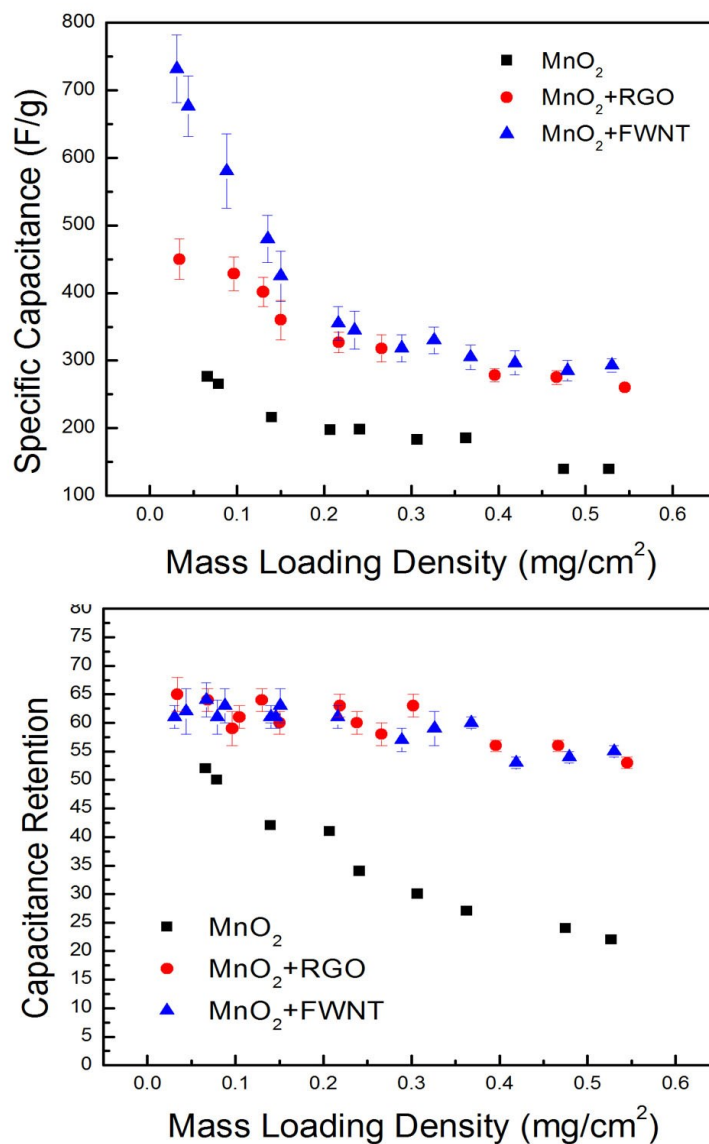 800
700
600
500
400
300
200
100
Specific Capacitance (F/g)
MnO₂
MnO₂+RGO
MnO₂+FWNT
0.0 0.1 0.2 0.3 0.4 0.5 0.6
Mass Loading Density (mg/cm²)
80
75
70
65
60
55
50
45
40
35
30
25
20
15
10
5
0
Capacitance Retention
MnO₂
MnO₂+RGO
MnO₂+FWNT
0.0 0.1 0.2 0.3 0.4 0.5 0.6
Mass Loading Density (mg/cm²)